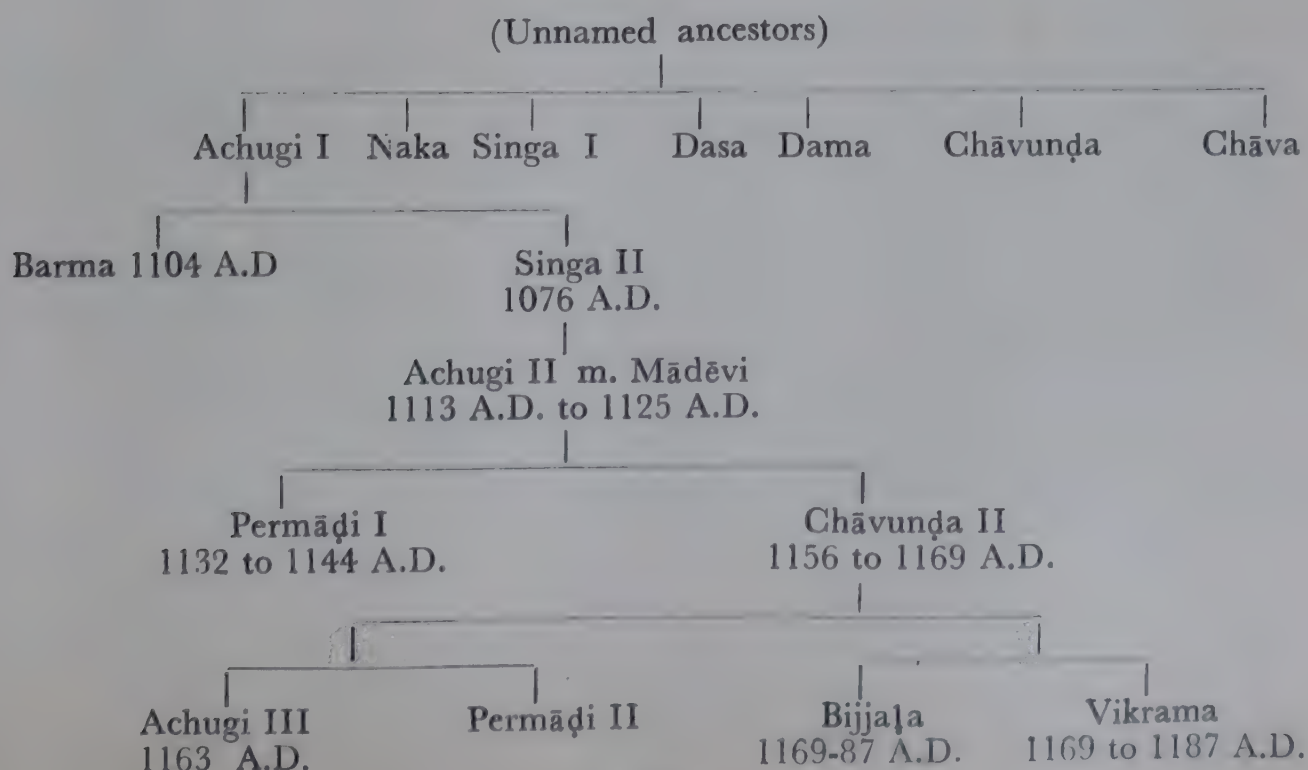 (Unnamed ancestors)
Achugi I Naka Singa I Dasa Dama Chāvunḍa Chāva
Barma 1104 A.D Singa II
1076 A.D.
Achugi II m. Mādēvi
1113 A.D. to 1125 A.D.
Permāḍi I Chāvunḍa II
1132 to 1144 A.D. 1156 to 1169 A.D.
Achugi III Permāḍi II Bijjaḷa Vikrama
1163 A.D. 1169-87 A.D. 1169 to 1187 A.D.